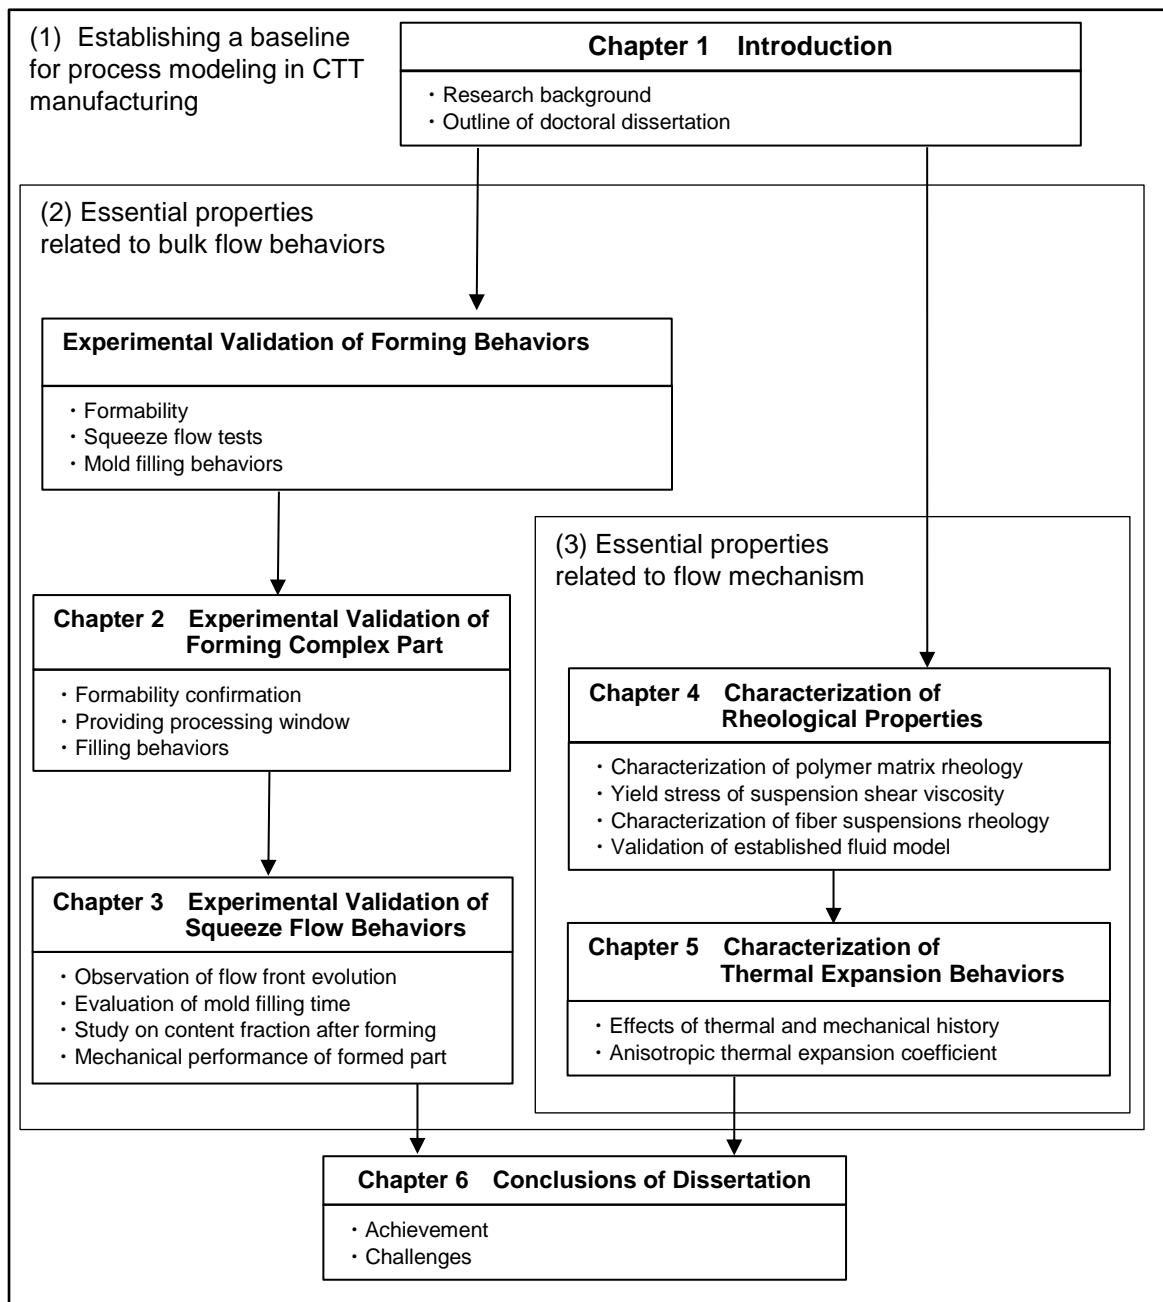 (1) Establishing a baseline
for process modeling in CTT
manufacturing
Chapter 1 Introduction
・Research background
・Outline of doctoral dissertation
(2) Essential properties
related to bulk flow behaviors
Experimental Validation of Forming Behaviors
・Formability
・Squeeze flow tests
・Mold filling behaviors
Chapter 2 Experimental Validation of
Forming Complex Part
・Formability confirmation
・Providing processing window
・Filling behaviors
Chapter 3 Experimental Validation of
Squeeze Flow Behaviors
・Observation of flow front evolution
・Evaluation of mold filling time
・Study on content fraction after forming
・Mechanical performance of formed part
(3) Essential properties
related to flow mechanism
Chapter 4 Characterization of
Rheological Properties
・Characterization of polymer matrix rheology
・Yield stress of suspension shear viscosity
・Characterization of fiber suspensions rheology
・Validation of established fluid model
Chapter 5 Characterization of
Thermal Expansion Behaviors
・Effects of thermal and mechanical history
・Anisotropic thermal expansion coefficient
Chapter 6 Conclusions of Dissertation
・Achievement
・Challenges